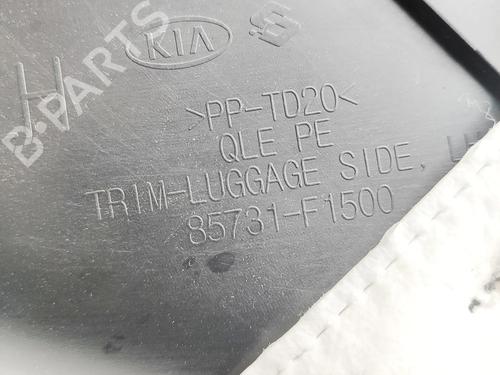 KIA
H
>PP-TD20<
QLE PE
TRIM-LUGGAGE SIDE, LH
85731-F1500
B-PARTS